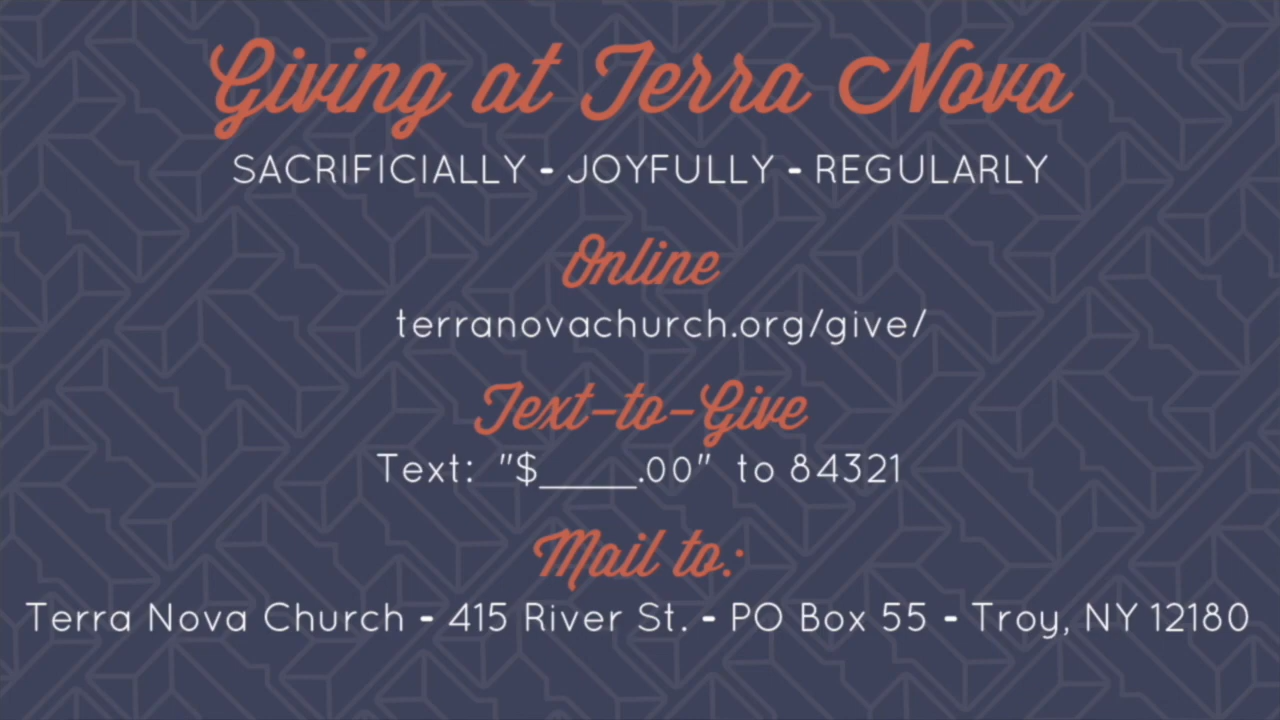 Giving at Terra Nova
SACRIFICIALLY - JOYFULLY - REGULARLY
Online
terranovachurch.org/give/
Text-to-Give
Text: "$_____.00" to 84321
Mail to:
Terra Nova Church - 415 River St. - PO Box 55 - Troy, NY 12180